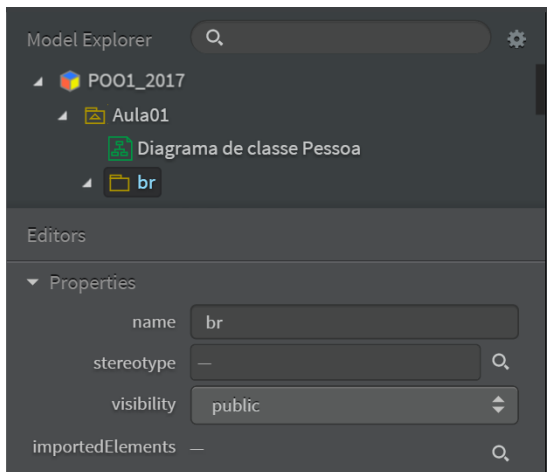 Model Explorer
POO1_2017
Aula01
Diagrama de classe Pessoa
br
Editors
Properties
name br
stereotype —
visibility public
importedElements —